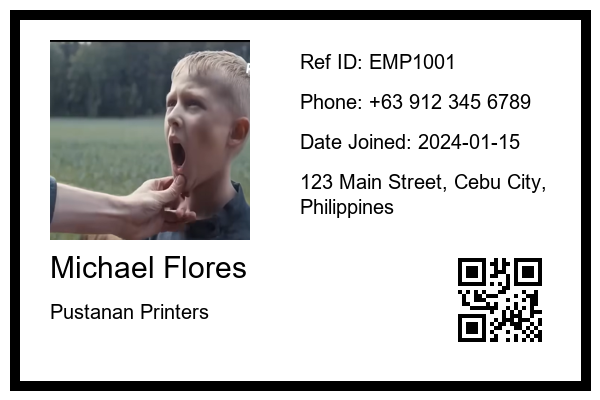 Ref ID: EMP1001
Phone: +63 912 345 6789
Date Joined: 2024-01-15
123 Main Street, Cebu City,
Philippines
Michael Flores
Pustanan Printers